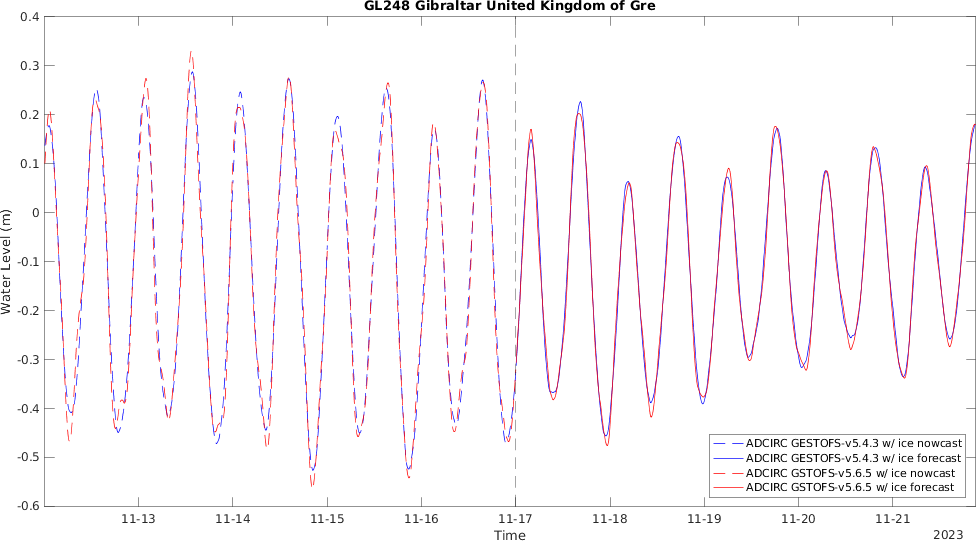 GL248 Gibraltar United Kingdom of Gre
0.4
0.3
0.2
0.1
0
-0.1
-0.2
-0.3
-0.4
-0.5
-0.6
Water Level (m)
11-13 11-14 11-15 11-16 11-17 11-18 11-19 11-20 11-21
Time
2023
ADCIRC GESTOFS-v5.4.3 w/ ice nowcast
ADCIRC GESTOFS-v5.4.3 w/ ice forecast
ADCIRC GSTOFS-v5.6.5 w/ ice nowcast
ADCIRC GSTOFS-v5.6.5 w/ ice forecast